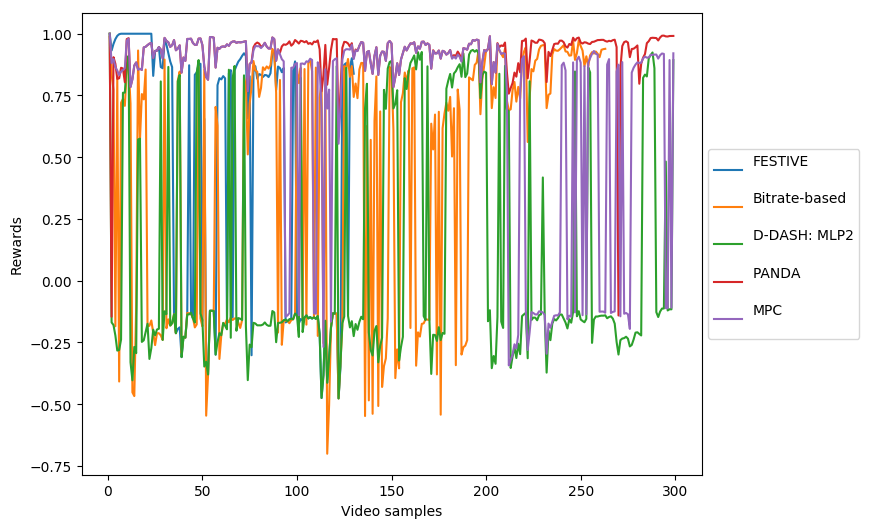 1.00
0.75
0.50
0.25
0.00
−0.25
−0.50
−0.75
Rewards
0 50 100 150 200 250 300
Video samples
FESTIVE
Bitrate-based
D-DASH: MLP2
PANDA
MPC